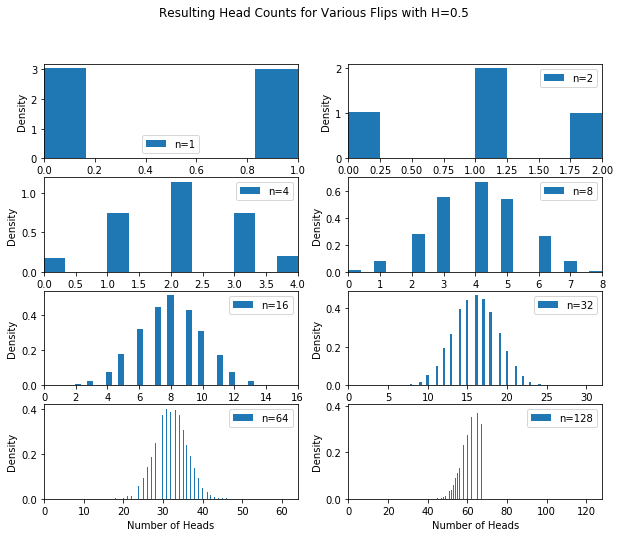 Resulting Head Counts for Various Flips with H=0.5
3
2
1
0
Density
n=1
0.0 0.2 0.4 0.6 0.8 1.0
2
1
0
Density
n=2
0.00 0.25 0.50 0.75 1.00 1.25 1.50 1.75 2.00
1.0
0.5
0.0
Density
n=4
0.0 0.5 1.0 1.5 2.0 2.5 3.0 3.5 4.0
0.6
0.4
0.2
0.0
Density
n=8
0 1 2 3 4 5 6 7 8
0.4
0.2
0.0
Density
n=16
0 2 4 6 8 10 12 14 16
0.4
0.2
0.0
Density
n=32
0 5 10 15 20 25 30
0.4
0.2
0.0
Density
n=64
0 10 20 30 40 50 60
Number of Heads
0.4
0.2
0.0
Density
n=128
0 20 40 60 80 100 120
Number of Heads